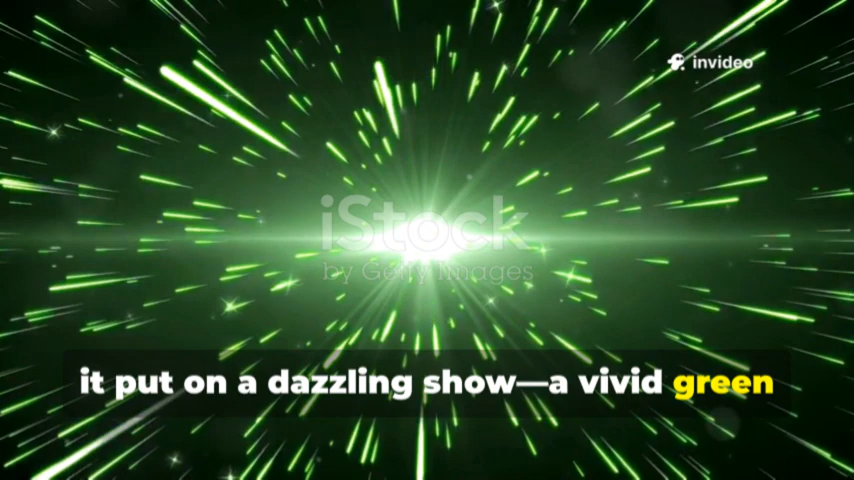 invideo
iStock
by Getty Images
it put on a dazzling show—a vivid green